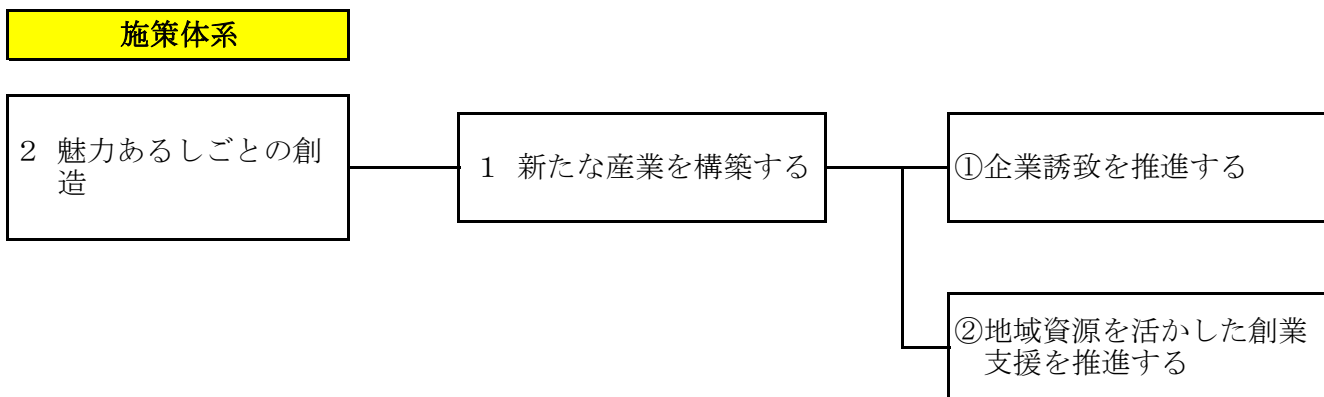 施策体系
2 魅力あるしごとの創
造
1 新たな産業を構築する
①企業誘致を推進する
②地域資源を活かした創業
支援を推進する